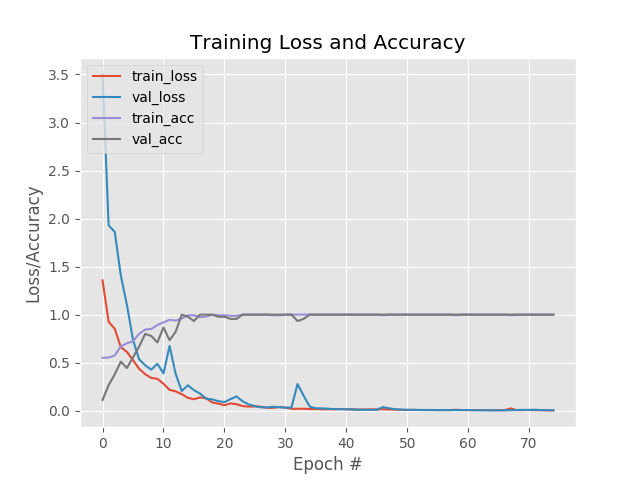 Training Loss and Accuracy
train_loss
val_loss
train_acc
val_acc
3.5
3.0
2.5
2.0
1.5
1.0
0.5
0.0
Loss/Accuracy
0 10 20 30 40 50 60 70
Epoch #